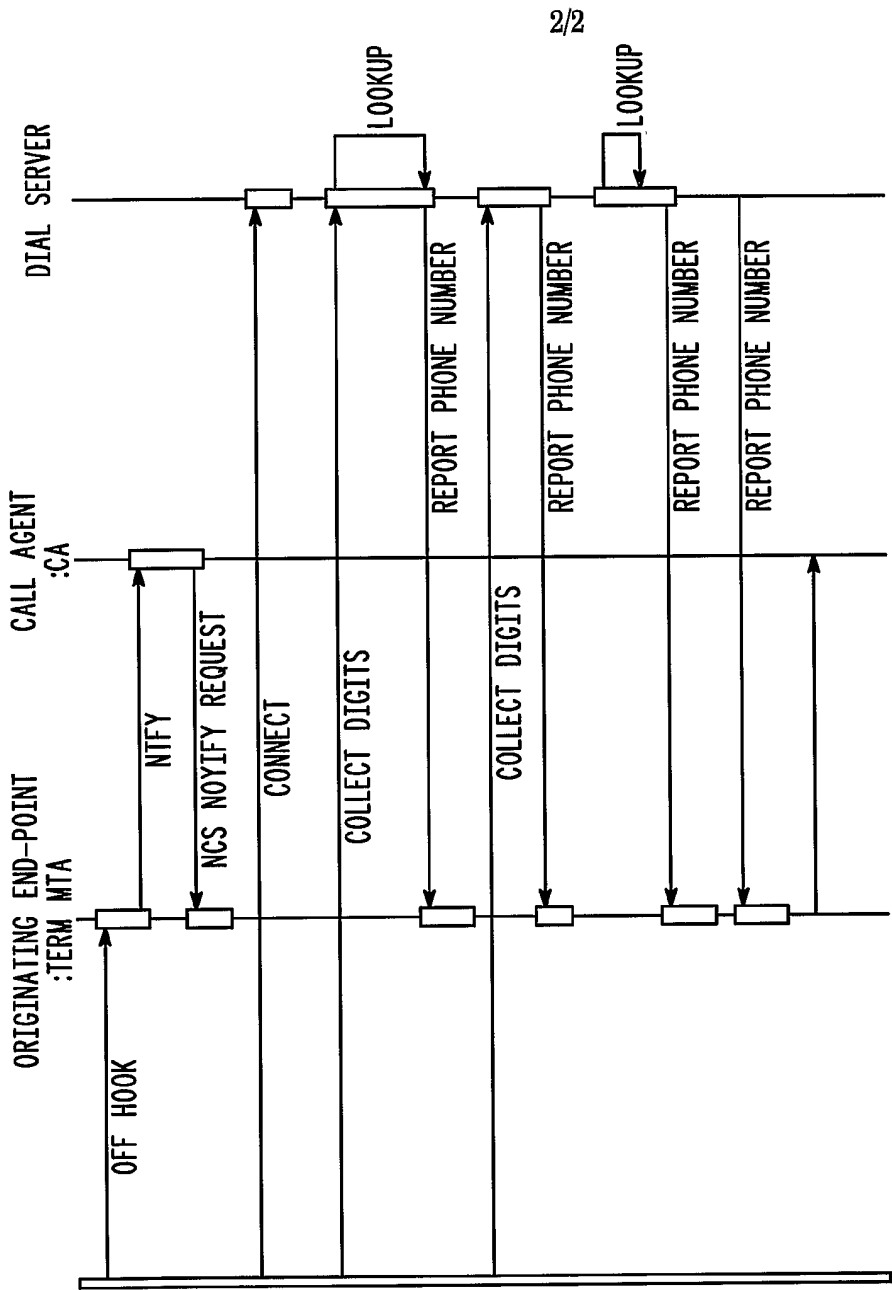 2/2
ORIGINATING END-POINT
:TERM MTA
CALL AGENT
:CA
DIAL SERVER
OFF HOOK
NTFY
NCS NOYIFY REQUEST
CONNECT
COLLECT DIGITS
LOOKUP
REPORT PHONE NUMBER
COLLECT DIGITS
REPORT PHONE NUMBER
LOOKUP
REPORT PHONE NUMBER
REPORT PHONE NUMBER